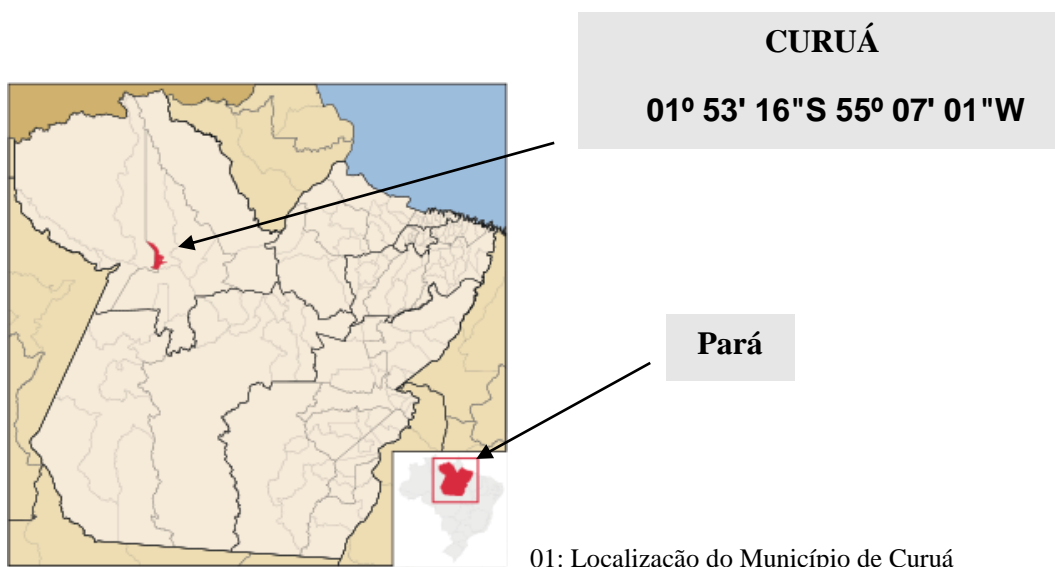 CURUÁ
01º 53' 16"S 55º 07' 01"W
Pará
01: Localização do Município de Curuá